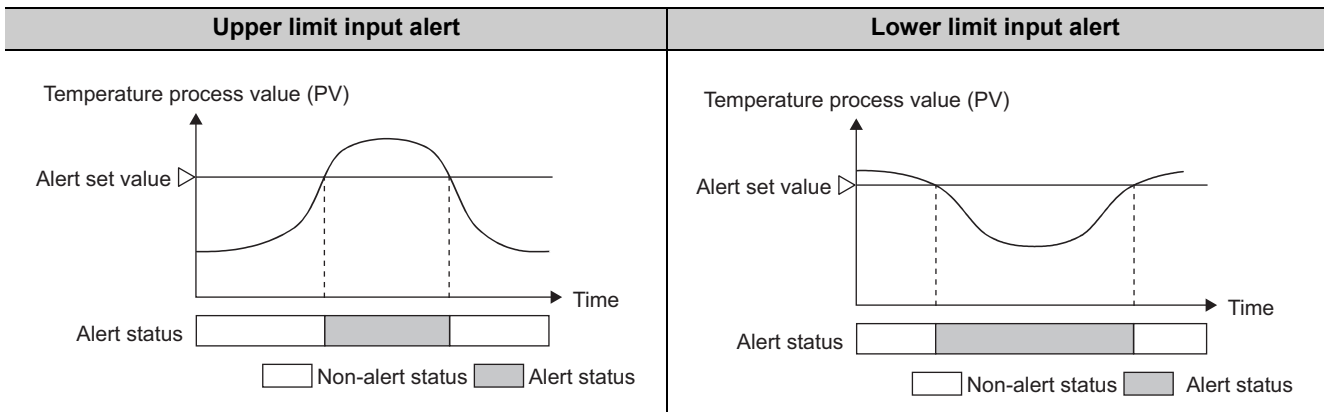 Upper limit input alert
Lower limit input alert
Temperature process value (PV)
Alert set value
Time
Alert status
Non-alert status
Alert status
Temperature process value (PV)
Alert set value
Time
Alert status
Non-alert status
Alert status